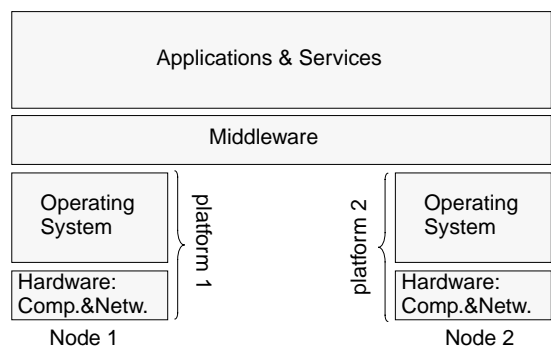 Applications & Services
Middleware
Operating
System
platform 1
platform 2
Operating
System
Hardware:
Comp.&Netw.
Hardware:
Comp.&Netw.
Node 1
Node 2